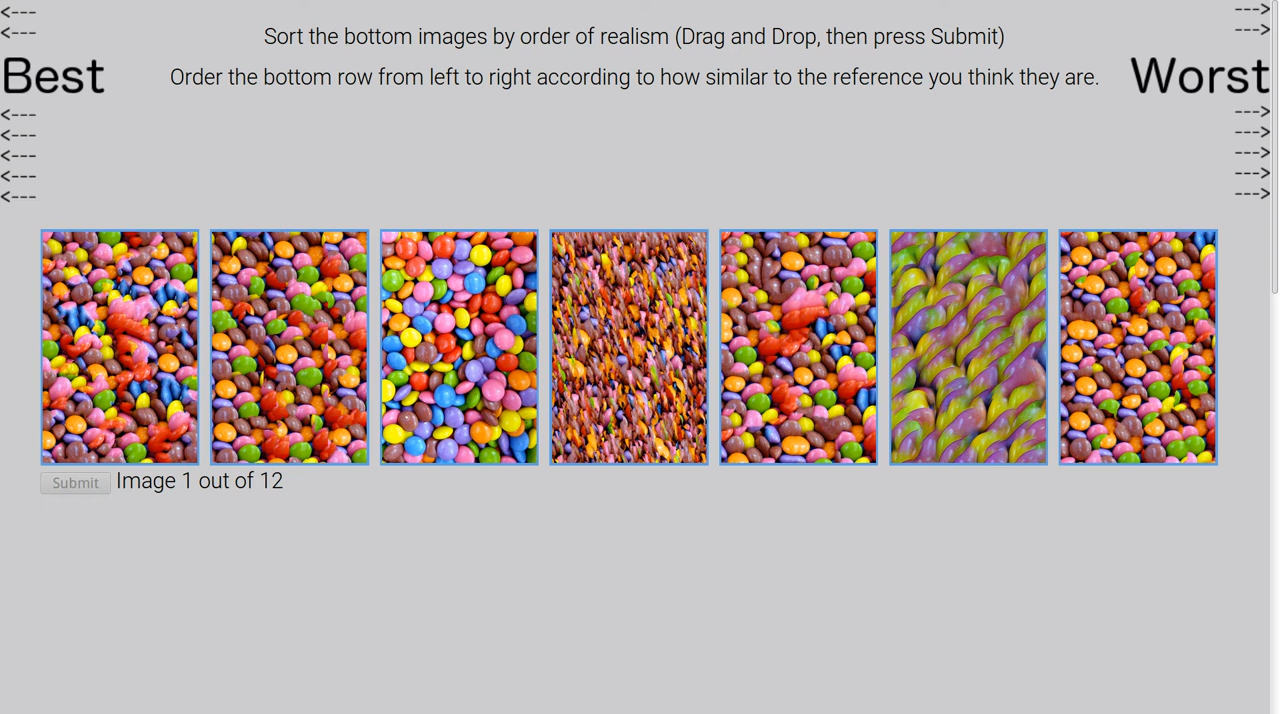 <--- --->
<--- Sort the bottom images by order of realism (Drag and Drop, then press Submit) --->
Best Order the bottom row from left to right according to how similar to the reference you think they are. Worst
<--- --->
<--- --->
<--- --->
<--- --->
<--- --->
Submit Image 1 out of 12